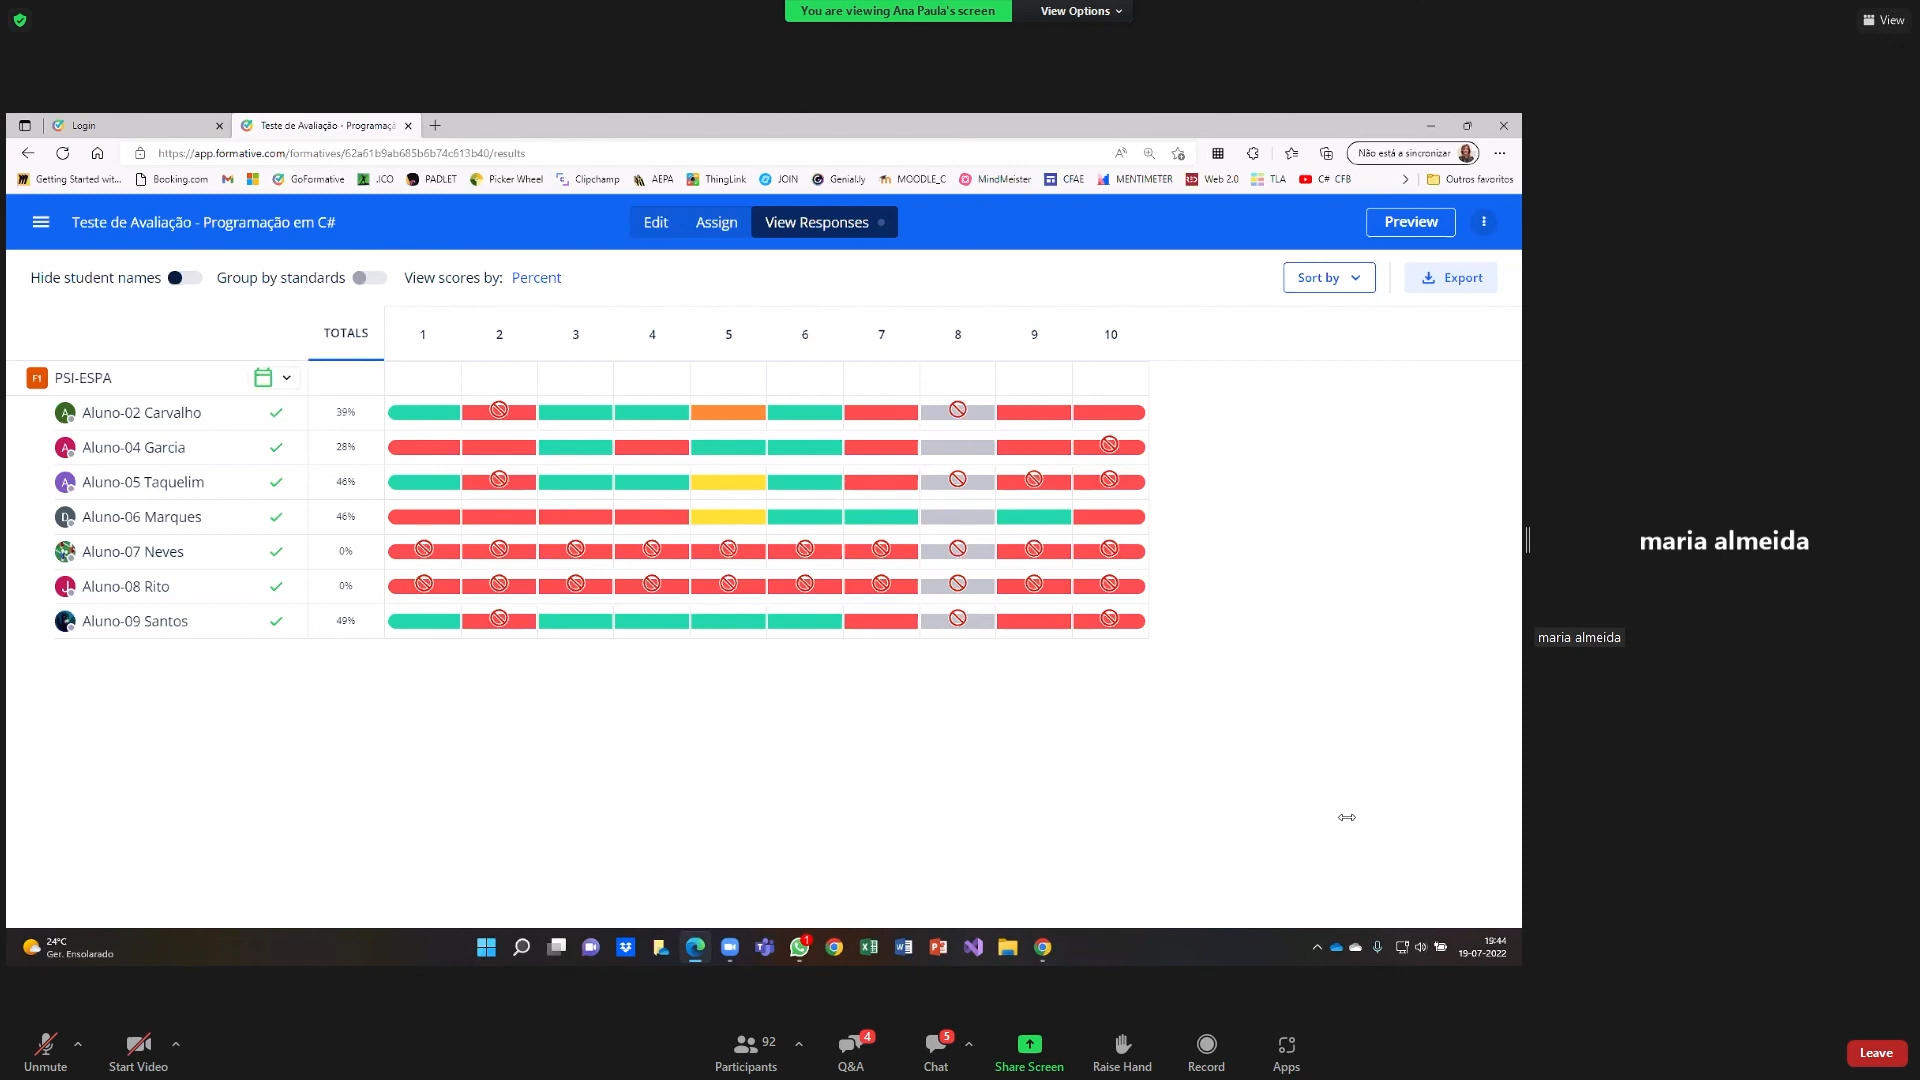 You are viewing Ana Paula's screen
View Options
View
Login
Teste de Avaliação - Programaçã
https://app.formative.com/formatives/62a61b9ab685b6b74c613b40/results
Não está a sincronizar
Getting Started wit...
Booking.com
GoFormative
.ICO
PADLET
Picker Wheel
Clipchamp
AEPA
ThingLink
JOIN
Genially
MOODLE_C
MindMeister
CFAE
MENTIMETER
Web 2.0
TLA
C# CFB
Outros favoritos
Teste de Avaliação - Programação em C#
Edit
Assign
View Responses
Preview
Hide student names
Group by standards
View scores by: Percent
Sort by
Export
TOTALS 1 2 3 4 5 6 7 8 9 10
F1 PSI-ESPA
A Aluno-02 Carvalho 39%
A Aluno-04 Garcia 28%
A Aluno-05 Taquelim 46%
D Aluno-06 Marques 46%
Aluno-07 Neves 0%
J Aluno-08 Rito 0%
Aluno-09 Santos 49%
maria almeida
maria almeida
24°C
Ger. Ensolarado
1
19:44
19-07-2022
Unmute
Start Video
92
Participants
4
Q&A
5
Chat
Share Screen
Raise Hand
Record
Apps
Leave